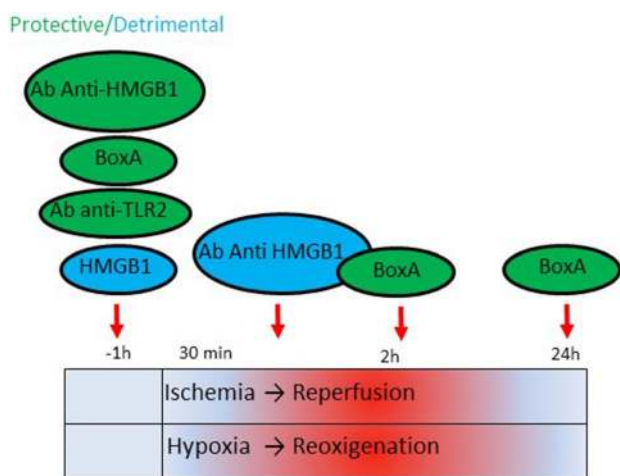 Protective/Detrimental
Ab Anti-HMGB1
BoxA
Ab anti-TLR2
HMGB1
Ab Anti HMGB1
BoxA
BoxA
-1h
30 min
2h
24h
Ischemia → Reperfusion
Hypoxia → Reoxigenation